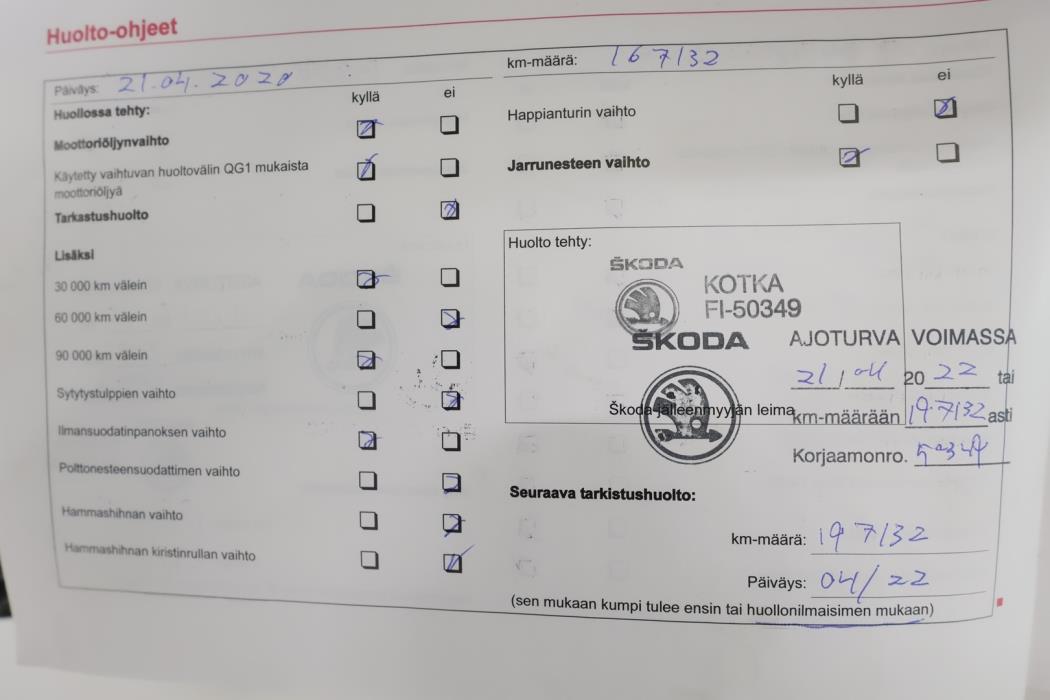 Huolto-ohjeet
Päiväys: 21.04.2020
km-määrä: 167132
kyllä ei
kyllä ei
Huollossa tehty:
Moottoriöljynvaihto
Käytetty vaihtuvan huoltovälin QG1 mukaista
moottoriöljyä
Tarkastushuolto
Lisäksi
30 000 km välein
60 000 km välein
90 000 km välein
Sytytystulppien vaihto
Ilmansuodatinpanoksen vaihto
Polttonesteensuodattimen vaihto
Hammashihnan vaihto
Hammashihnan kiristinrullan vaihto
Happianturin vaihto
Jarrunesteen vaihto
Huolto tehty:
ŠKODA
KOTKA
FI-50349
ŠKODA
AJOTURVA VOIMASSA
21/04 2022 tai
Škoda-jälleenmyyjän leima
km-määrään 197132 asti
Korjaamonro. 50349
Seuraava tarkistushuolto:
km-määrä: 197132
Päiväys: 04/22
(sen mukaan kumpi tulee ensin tai huollonilmaisimen mukaan)